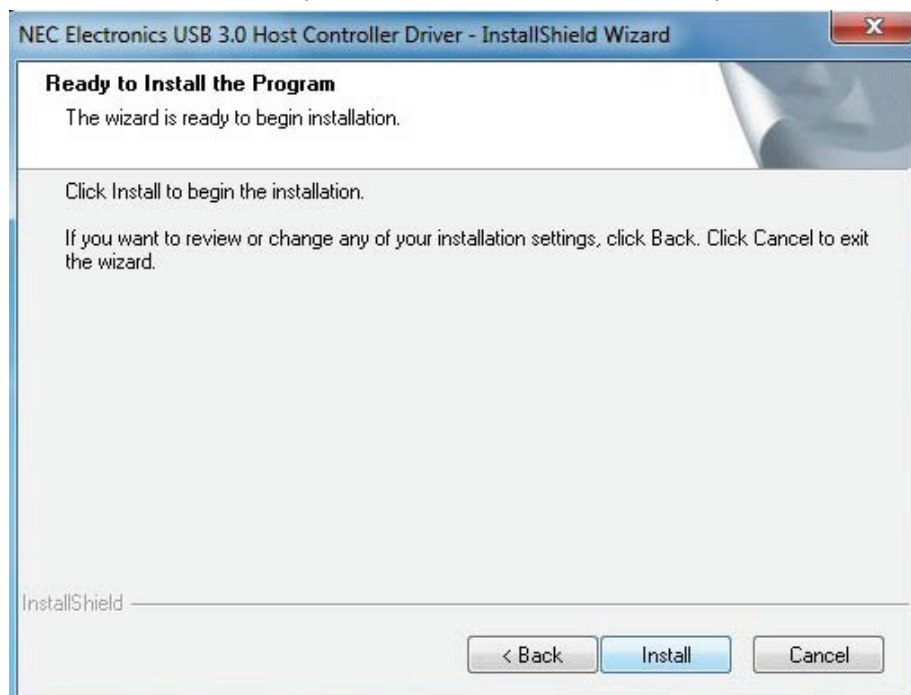 NEC Electronics USB 3.0 Host Controller Driver - InstallShield Wizard
Ready to Install the Program
The wizard is ready to begin installation.
Click Install to begin the installation.
If you want to review or change any of your installation settings, click Back. Click Cancel to exit
the wizard.
InstallShield
< Back Install Cancel